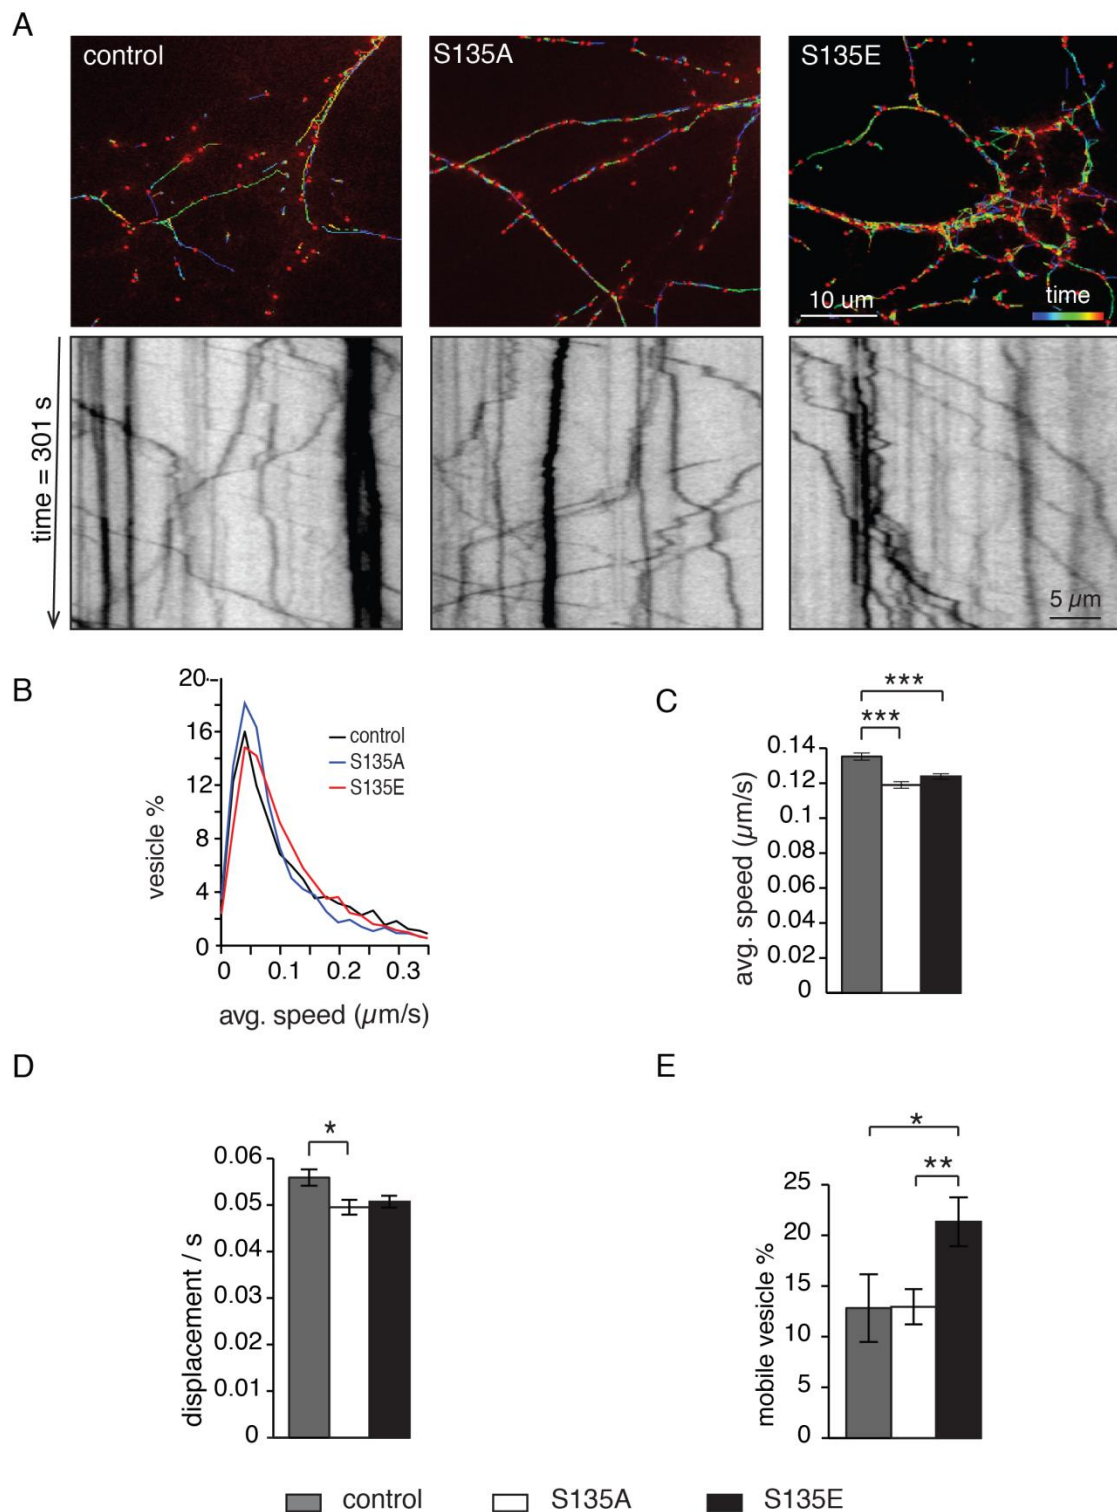 A
control
S135A
S135E
10 um
time
time = 301 s
5 µm
B
20
16
12
8
4
0
vesicle %
control
S135A
S135E
0 0.1 0.2 0.3
avg. speed (µm/s)
C
***
***
0.14
0.12
0.1
0.08
0.06
0.04
0.02
0
avg. speed (µm/s)
D
*
0.06
0.05
0.04
0.03
0.02
0.01
0
displacement / s
E
*
**
25
20
15
10
5
0
mobile vesicle %
control S135A S135E